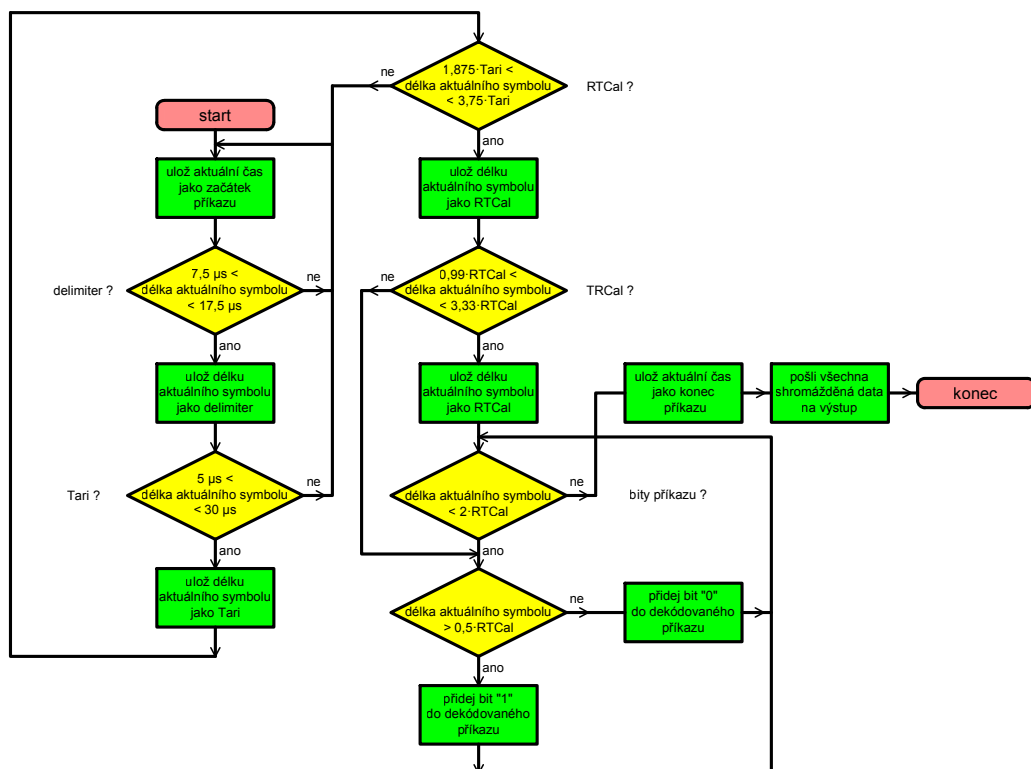 start
ulož aktuální čas
jako začátek
příkazu
delimiter ?
7,5 µs <
délka aktuálního symbolu
< 17,5 µs
ne
ano
ulož délku
aktuálního symbolu
jako delimiter
Tari ?
5 µs <
délka aktuálního symbolu
< 30 µs
ne
ano
ulož délku
aktuálního symbolu
jako Tari
ne
1,875·Tari <
délka aktuálního symbolu
< 3,75·Tari
RTCal ?
ano
ulož délku
aktuálního symbolu
jako RTCal
ne
0,99·RTCal <
délka aktuálního symbolu
< 3,33·RTCal
TRCal ?
ano
ulož délku
aktuálního symbolu
jako RTCal
délka aktuálního symbolu
< 2·RTCal
ne
bity příkazu ?
ulož aktuální čas
jako konec
příkazu
pošli všechna
shromážděná data
na výstup
konec
ano
délka aktuálního symbolu
> 0,5·RTCal
ne
přidej bit "0"
do dekódovaného
příkazu
ano
přidej bit "1"
do dekódovaného
příkazu